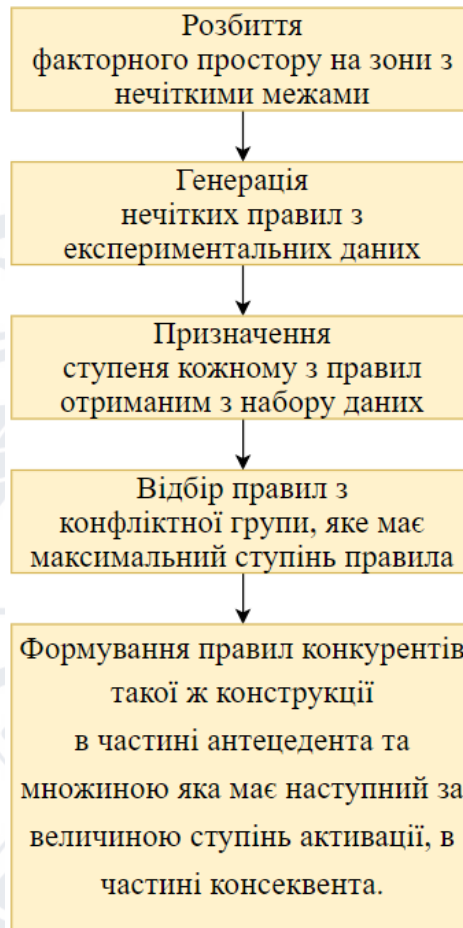 Розбиття
факторного простору на зони з
нечіткими межами
Генерація
нечітких правил з
експериментальних даних
Призначення
ступеня кожному з правил
отриманим з набору даних
Відбір правил з
конфліктної групи, яке має
максимальний ступінь правила
Формування правил конкурентів
такої ж конструкції
в частині антецедента та
множиною яка має наступний за
величиною ступінь активації, в
частині консеквента.